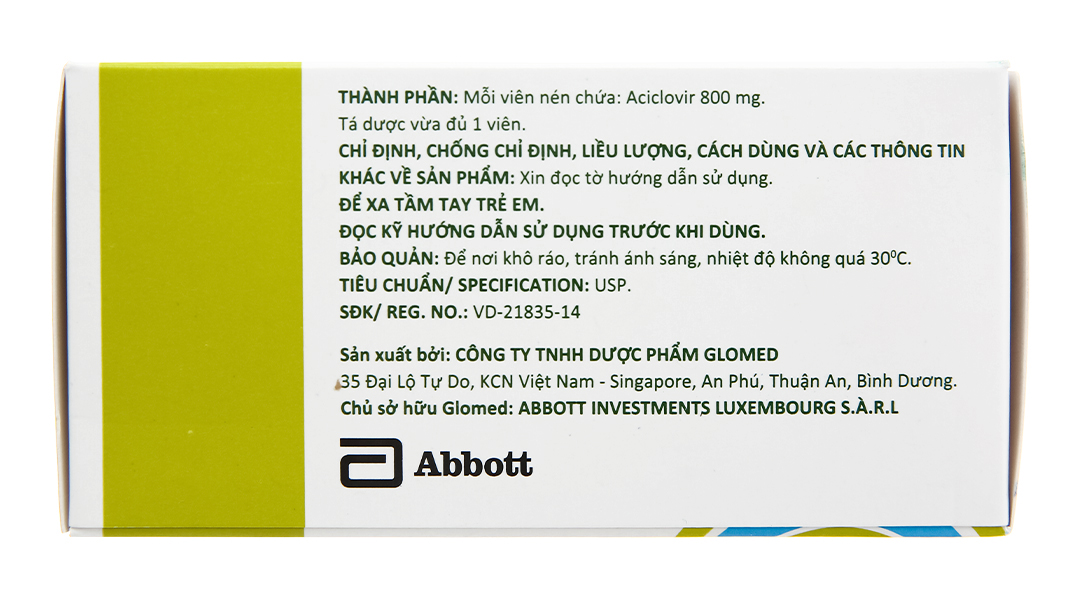 THÀNH PHẦN: Mỗi viên nén chứa: Aciclovir 800 mg.
Tá dược vừa đủ 1 viên.
CHỈ ĐỊNH, CHỐNG CHỈ ĐỊNH, LIỀU LƯỢNG, CÁCH DÙNG VÀ CÁC THÔNG TIN
KHÁC VỀ SẢN PHẨM: Xin đọc tờ hướng dẫn sử dụng.
ĐỂ XA TẦM TAY TRẺ EM.
ĐỌC KỸ HƯỚNG DẪN SỬ DỤNG TRƯỚC KHI DÙNG.
BẢO QUẢN: Để nơi khô ráo, tránh ánh sáng, nhiệt độ không quá 30⁰C.
TIÊU CHUẨN/ SPECIFICATION: USP.
SĐK/ REG. NO.: VD-21835-14
Sản xuất bởi: CÔNG TY TNHH DƯỢC PHẨM GLOMED
35 Đại Lộ Tự Do, KCN Việt Nam - Singapore, An Phú, Thuận An, Bình Dương.
Chủ sở hữu Glomed: ABBOTT INVESTMENTS LUXEMBOURG S.À.R.L
Abbott